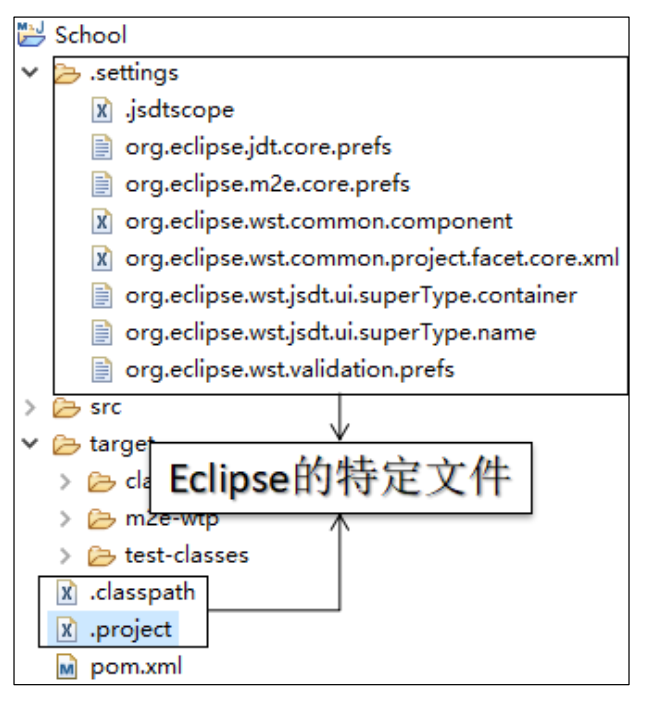 School
.settings
.jsdtscope
org.eclipse.jdt.core.prefs
org.eclipse.m2e.core.prefs
org.eclipse.wst.common.component
org.eclipse.wst.common.project.facet.core.xml
org.eclipse.wst.jsdt.ui.superType.container
org.eclipse.wst.jsdt.ui.superType.name
org.eclipse.wst.validation.prefs
src
target
Eclipse的特定文件
m2e-wtp
test-classes
.classpath
.project
pom.xml